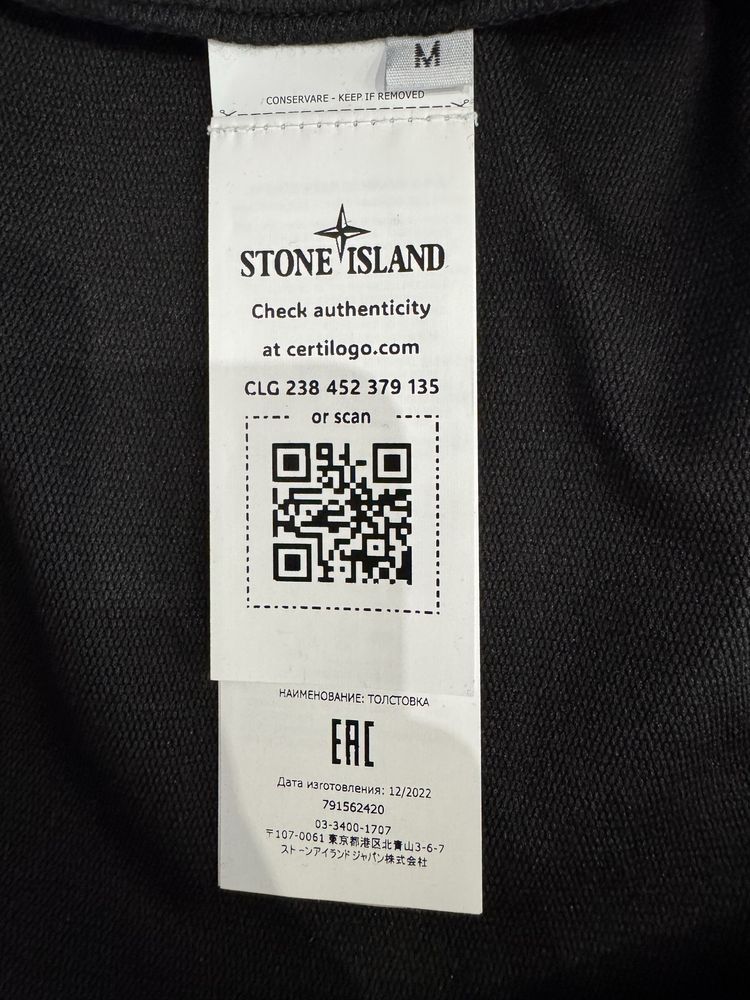 M
CONSERVARE - KEEP IF REMOVED
STONE ISLAND
Check authenticity
at certilogo.com
CLG 238 452 379 135
or scan
НАИМЕНОВАНИЕ: ТОЛСТОВКА
EAC
Дата изготовления: 12/2022
791562420
03-3400-1707
〒107-0061 東京都港区北青山3-6-7
ストーンアイランドジャパン株式会社